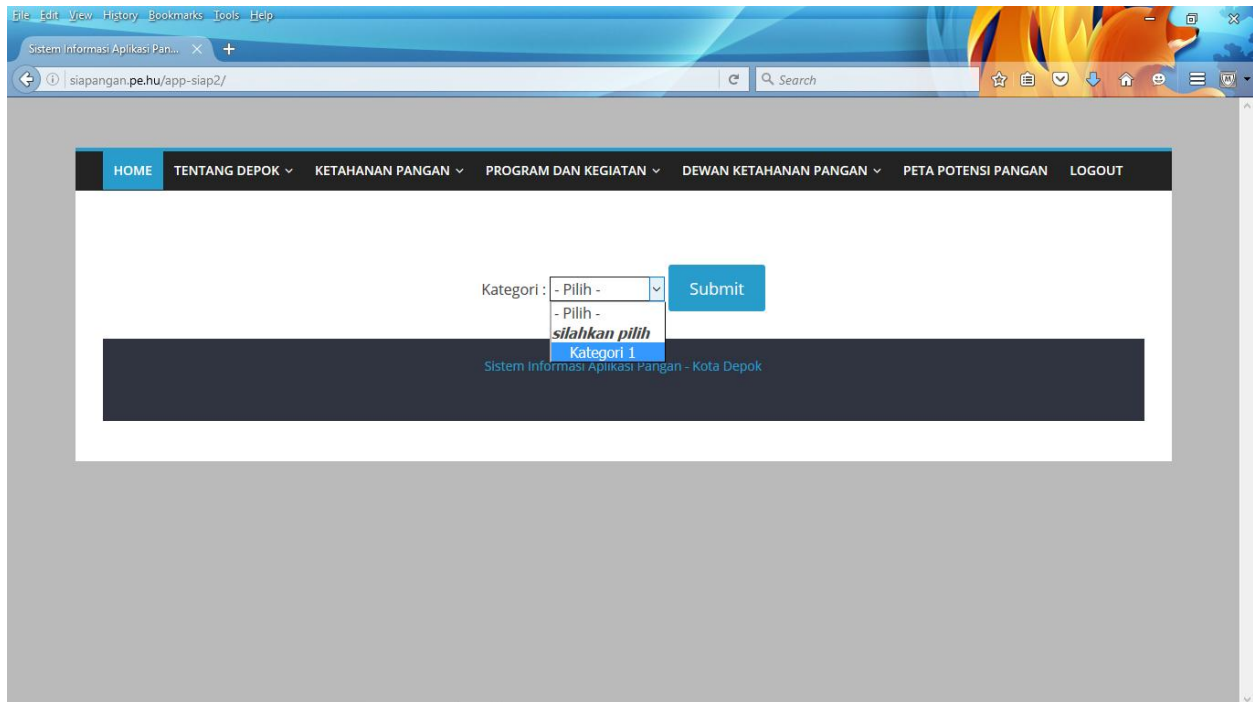 File Edit View History Bookmarks Tools Help
Sistem Informasi Aplikasi Pan...
siapangan.pe.hu/app-siap2/ Search
HOME TENTANG DEPOK KETAHANAN PANGAN PROGRAM DAN KEGIATAN DEWAN KETAHANAN PANGAN PETA POTENSI PANGAN LOGOUT
Kategori : - Pilih - Submit
- Pilih -
silahkan pilih
Kategori 1
Sistem Informasi Aplikasi Pangan - Kota Depok